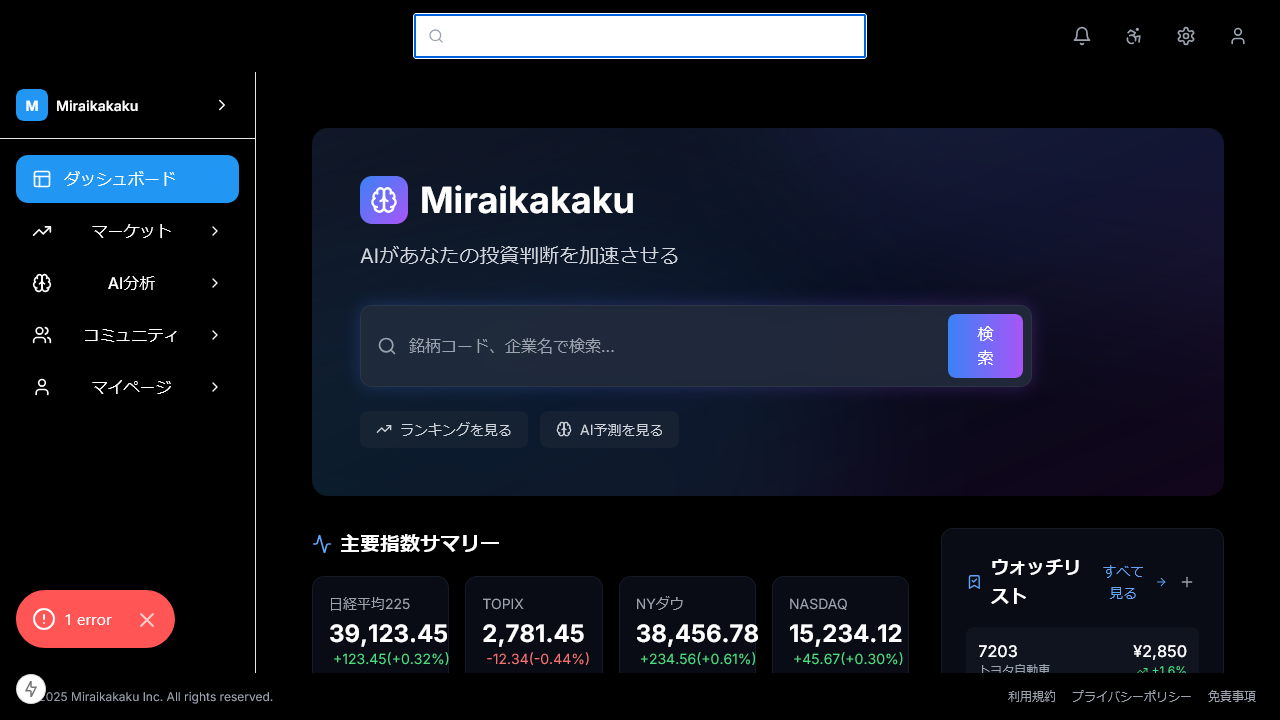 M Miraikakaku
ダッシュボード
マーケット
AI分析
コミュニティ
マイページ
Miraikakaku
AIがあなたの投資判断を加速させる
銘柄コード、企業名で検索...
検
索
ランキングを見る
AI予測を見る
主要指数サマリー
日経平均225
39,123.45
+123.45(+0.32%)
TOPIX
2,781.45
-12.34(-0.44%)
NYダウ
38,456.78
+234.56(+0.61%)
NASDAQ
15,234.12
+45.67(+0.30%)
ウォッチリ
スト
すべて
見る
7203
¥2,850
トヨタ自動車
+1.6%
1 error
2025 Miraikakaku Inc. All rights reserved.
利用規約 プライバシーポリシー 免責事項